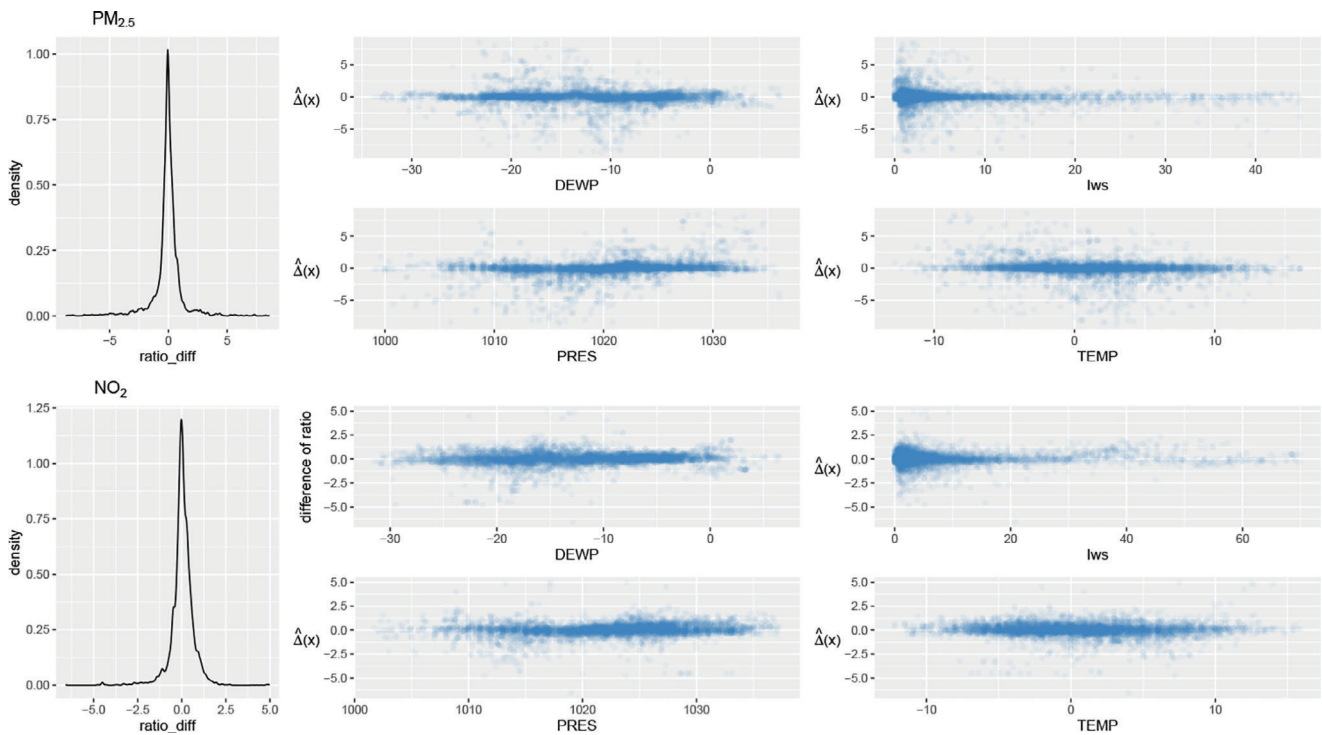 PM2.5
1.00
0.75
0.50
0.25
0.00
density
−5 0 5
ratio_diff
5
0
−5
Δ̂(x)
−30 −20 −10 0
DEWP
5
0
−5
Δ̂(x)
0 10 20 30 40
Iws
5
0
−5
Δ̂(x)
1000 1010 1020 1030
PRES
5
0
−5
Δ̂(x)
−10 0 10
TEMP
NO2
1.25
1.00
0.75
0.50
0.25
0.00
density
−5.0 −2.5 0.0 2.5 5.0
ratio_diff
5.0
2.5
0.0
−2.5
−5.0
difference of ratio
−30 −20 −10 0
DEWP
5.0
2.5
0.0
−2.5
−5.0
Δ̂(x)
0 20 40 60
Iws
5.0
2.5
0.0
−2.5
−5.0
Δ̂(x)
1000 1010 1020 1030
PRES
5.0
2.5
0.0
−2.5
−5.0
Δ̂(x)
−10 0 10
TEMP